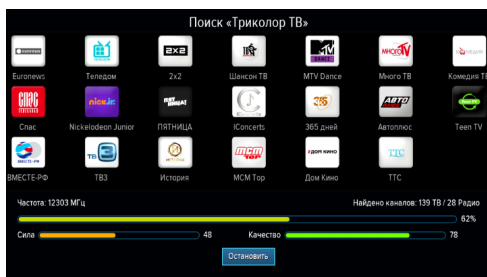 Поиск «Триколор ТВ»
Euronews Теледом 2x2 Шансон ТВ MTV Dance Много ТВ Комедия ТВ
Спас Nickelodeon Junior ПЯТНИЦА IConcerts 365 дней Автоплюс Teen TV
ВМЕСТЕ-РФ ТВ3 История MCM Top Дом Кино ТТС
Частота: 12303 МГц Найдено каналов: 139 ТВ / 28 Радио
62%
Сила 48 Качество 78
Остановить